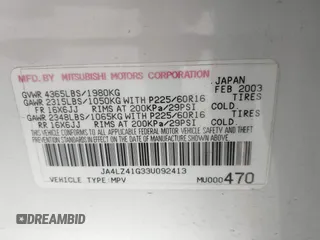 MFD BY MITSUBISHI MOTORS CORPORATION
JAPAN
GVWR 4365LBS/1980KG
FEB 2003
GAWR 2315LBS/1050KG WITH P225/60R16 TIRES
FR 16X6JJ RIMS AT 200KPa/29PSI COLD.
GAWR 2348LBS/1065KG WITH P225/60R16 TIRES
RR 16X6JJ RIMS AT 200KPa/29PSI COLD
THIS VEHICLE CONFORMS TO ALL APPLICABLE FEDERAL
MOTOR VEHICLE SAFETY AND THEFT PREVENTION
STANDARDS IN EFFECT ON THE DATE OF MANUFACTURE
SHOWN ABOVE.
JA4LZ41G33U092413
VEHICLE TYPE:MPV
MU000470
© DEALERBID